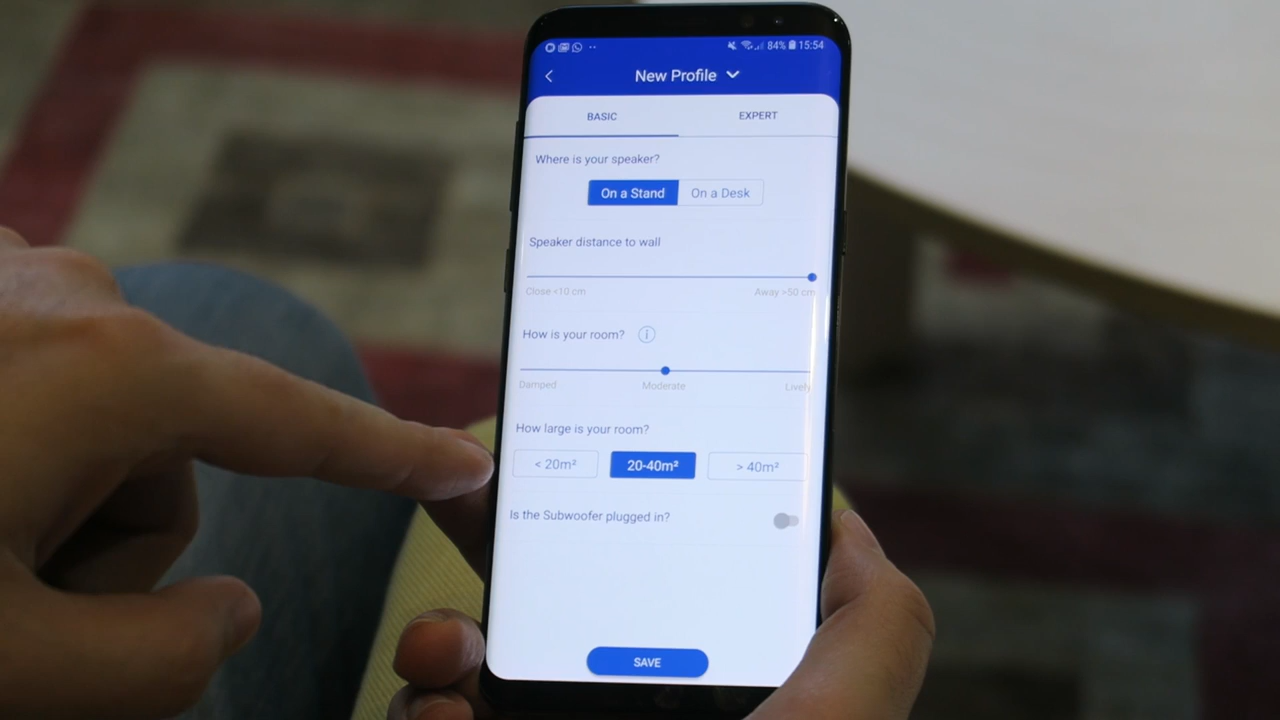 84% 15:54
New Profile
BASIC EXPERT
Where is your speaker?
On a Stand On a Desk
Speaker distance to wall
Close <10 cm Away >50 cm
How is your room? i
Damped Moderate Lively
How large is your room?
< 20m² 20-40m² > 40m²
Is the Subwoofer plugged in?
SAVE